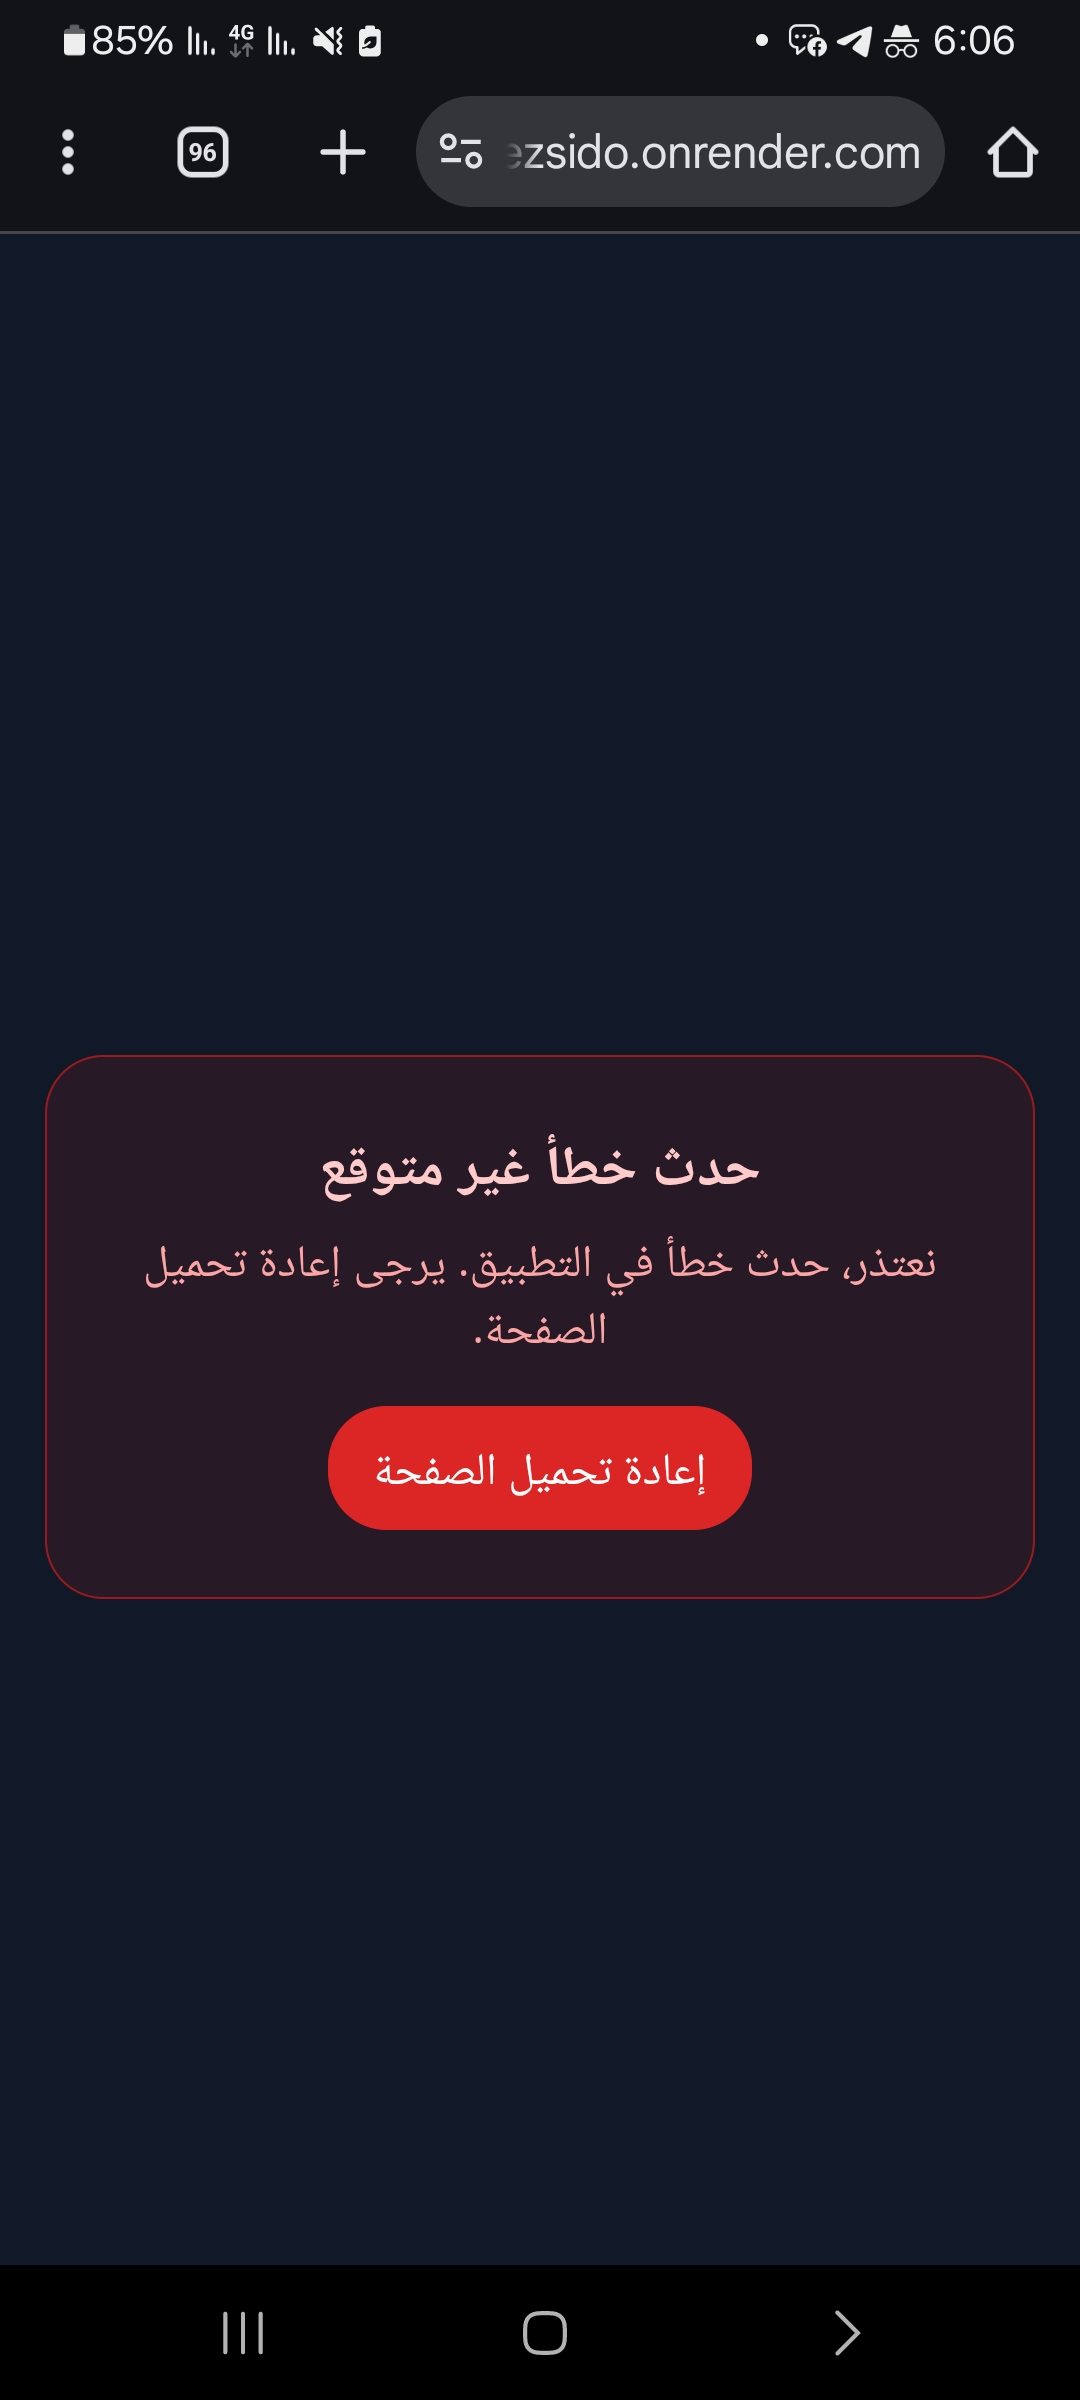 85% 4G 6:06
96 ezsido.onrender.com
حدث خطأ غير متوقع
نعتذر، حدث خطأ في التطبيق. يرجى إعادة تحميل
الصفحة.
إعادة تحميل الصفحة